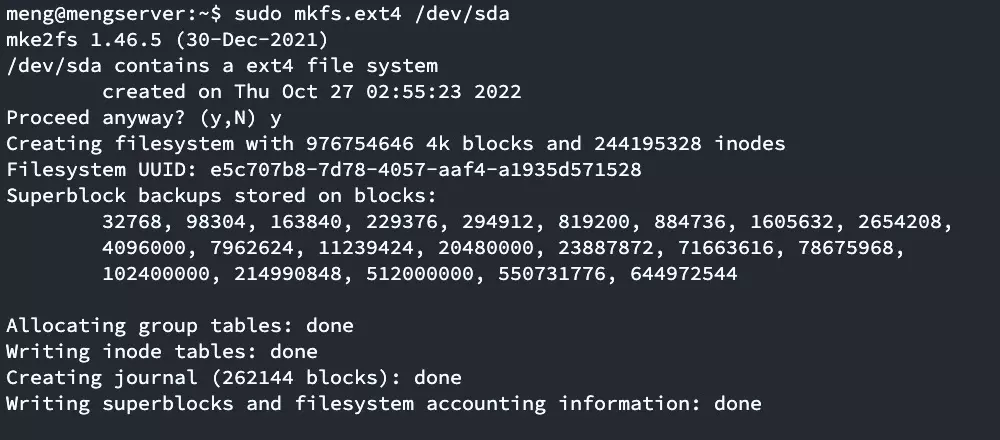 meng@mengserver:~$ sudo mkfs.ext4 /dev/sda
mke2fs 1.46.5 (30-Dec-2021)
/dev/sda contains a ext4 file system
        created on Thu Oct 27 02:55:23 2022
Proceed anyway? (y,N) y
Creating filesystem with 976754646 4k blocks and 244195328 inodes
Filesystem UUID: e5c707b8-7d78-4057-aaf4-a1935d571528
Superblock backups stored on blocks:
        32768, 98304, 163840, 229376, 294912, 819200, 884736, 1605632, 2654208,
        4096000, 7962624, 11239424, 20480000, 23887872, 71663616, 78675968,
        102400000, 214990848, 512000000, 550731776, 644972544

Allocating group tables: done
Writing inode tables: done
Creating journal (262144 blocks): done
Writing superblocks and filesystem accounting information: done